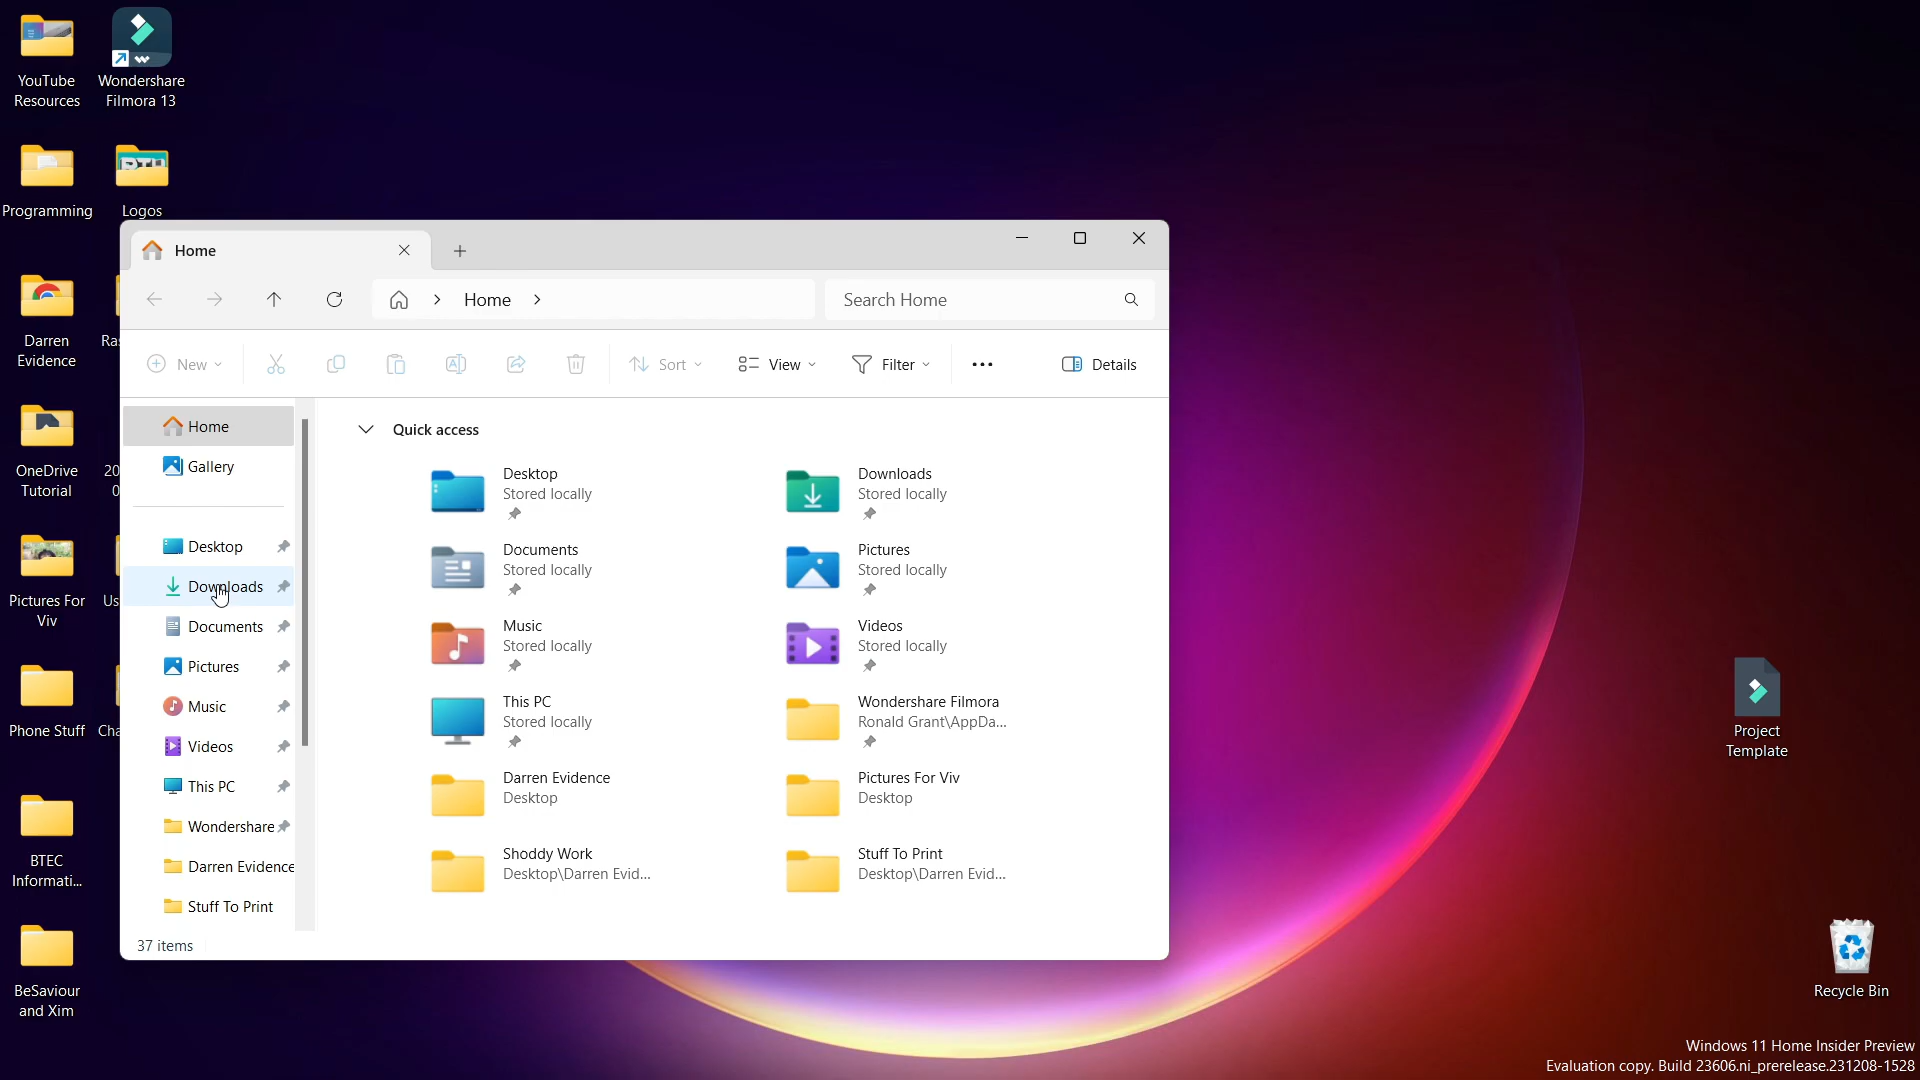 YouTube
Resources
Wondershare
Filmora 13
Programming
Logos
Darren
Evidence
OneDrive
Tutorial
Pictures For
Viv
Phone Stuff
BTEC
Informati...
BeSaviour
and Xim
Home
Home
Search Home
New
Sort
View
Filter
Details
Home
Gallery
Desktop
Downloads
Documents
Pictures
Music
Videos
This PC
Wondershare
Darren Evidence
Stuff To Print
Quick access
Desktop
Stored locally
Downloads
Stored locally
Documents
Stored locally
Pictures
Stored locally
Music
Stored locally
Videos
Stored locally
This PC
Stored locally
Wondershare Filmora
Ronald Grant\AppDa...
Darren Evidence
Desktop
Pictures For Viv
Desktop
Shoddy Work
Desktop\Darren Evid...
Stuff To Print
Desktop\Darren Evid...
37 items
Project
Template
Recycle Bin
Windows 11 Home Insider Preview
Evaluation copy. Build 23606.ni_prerelease.231208-1528